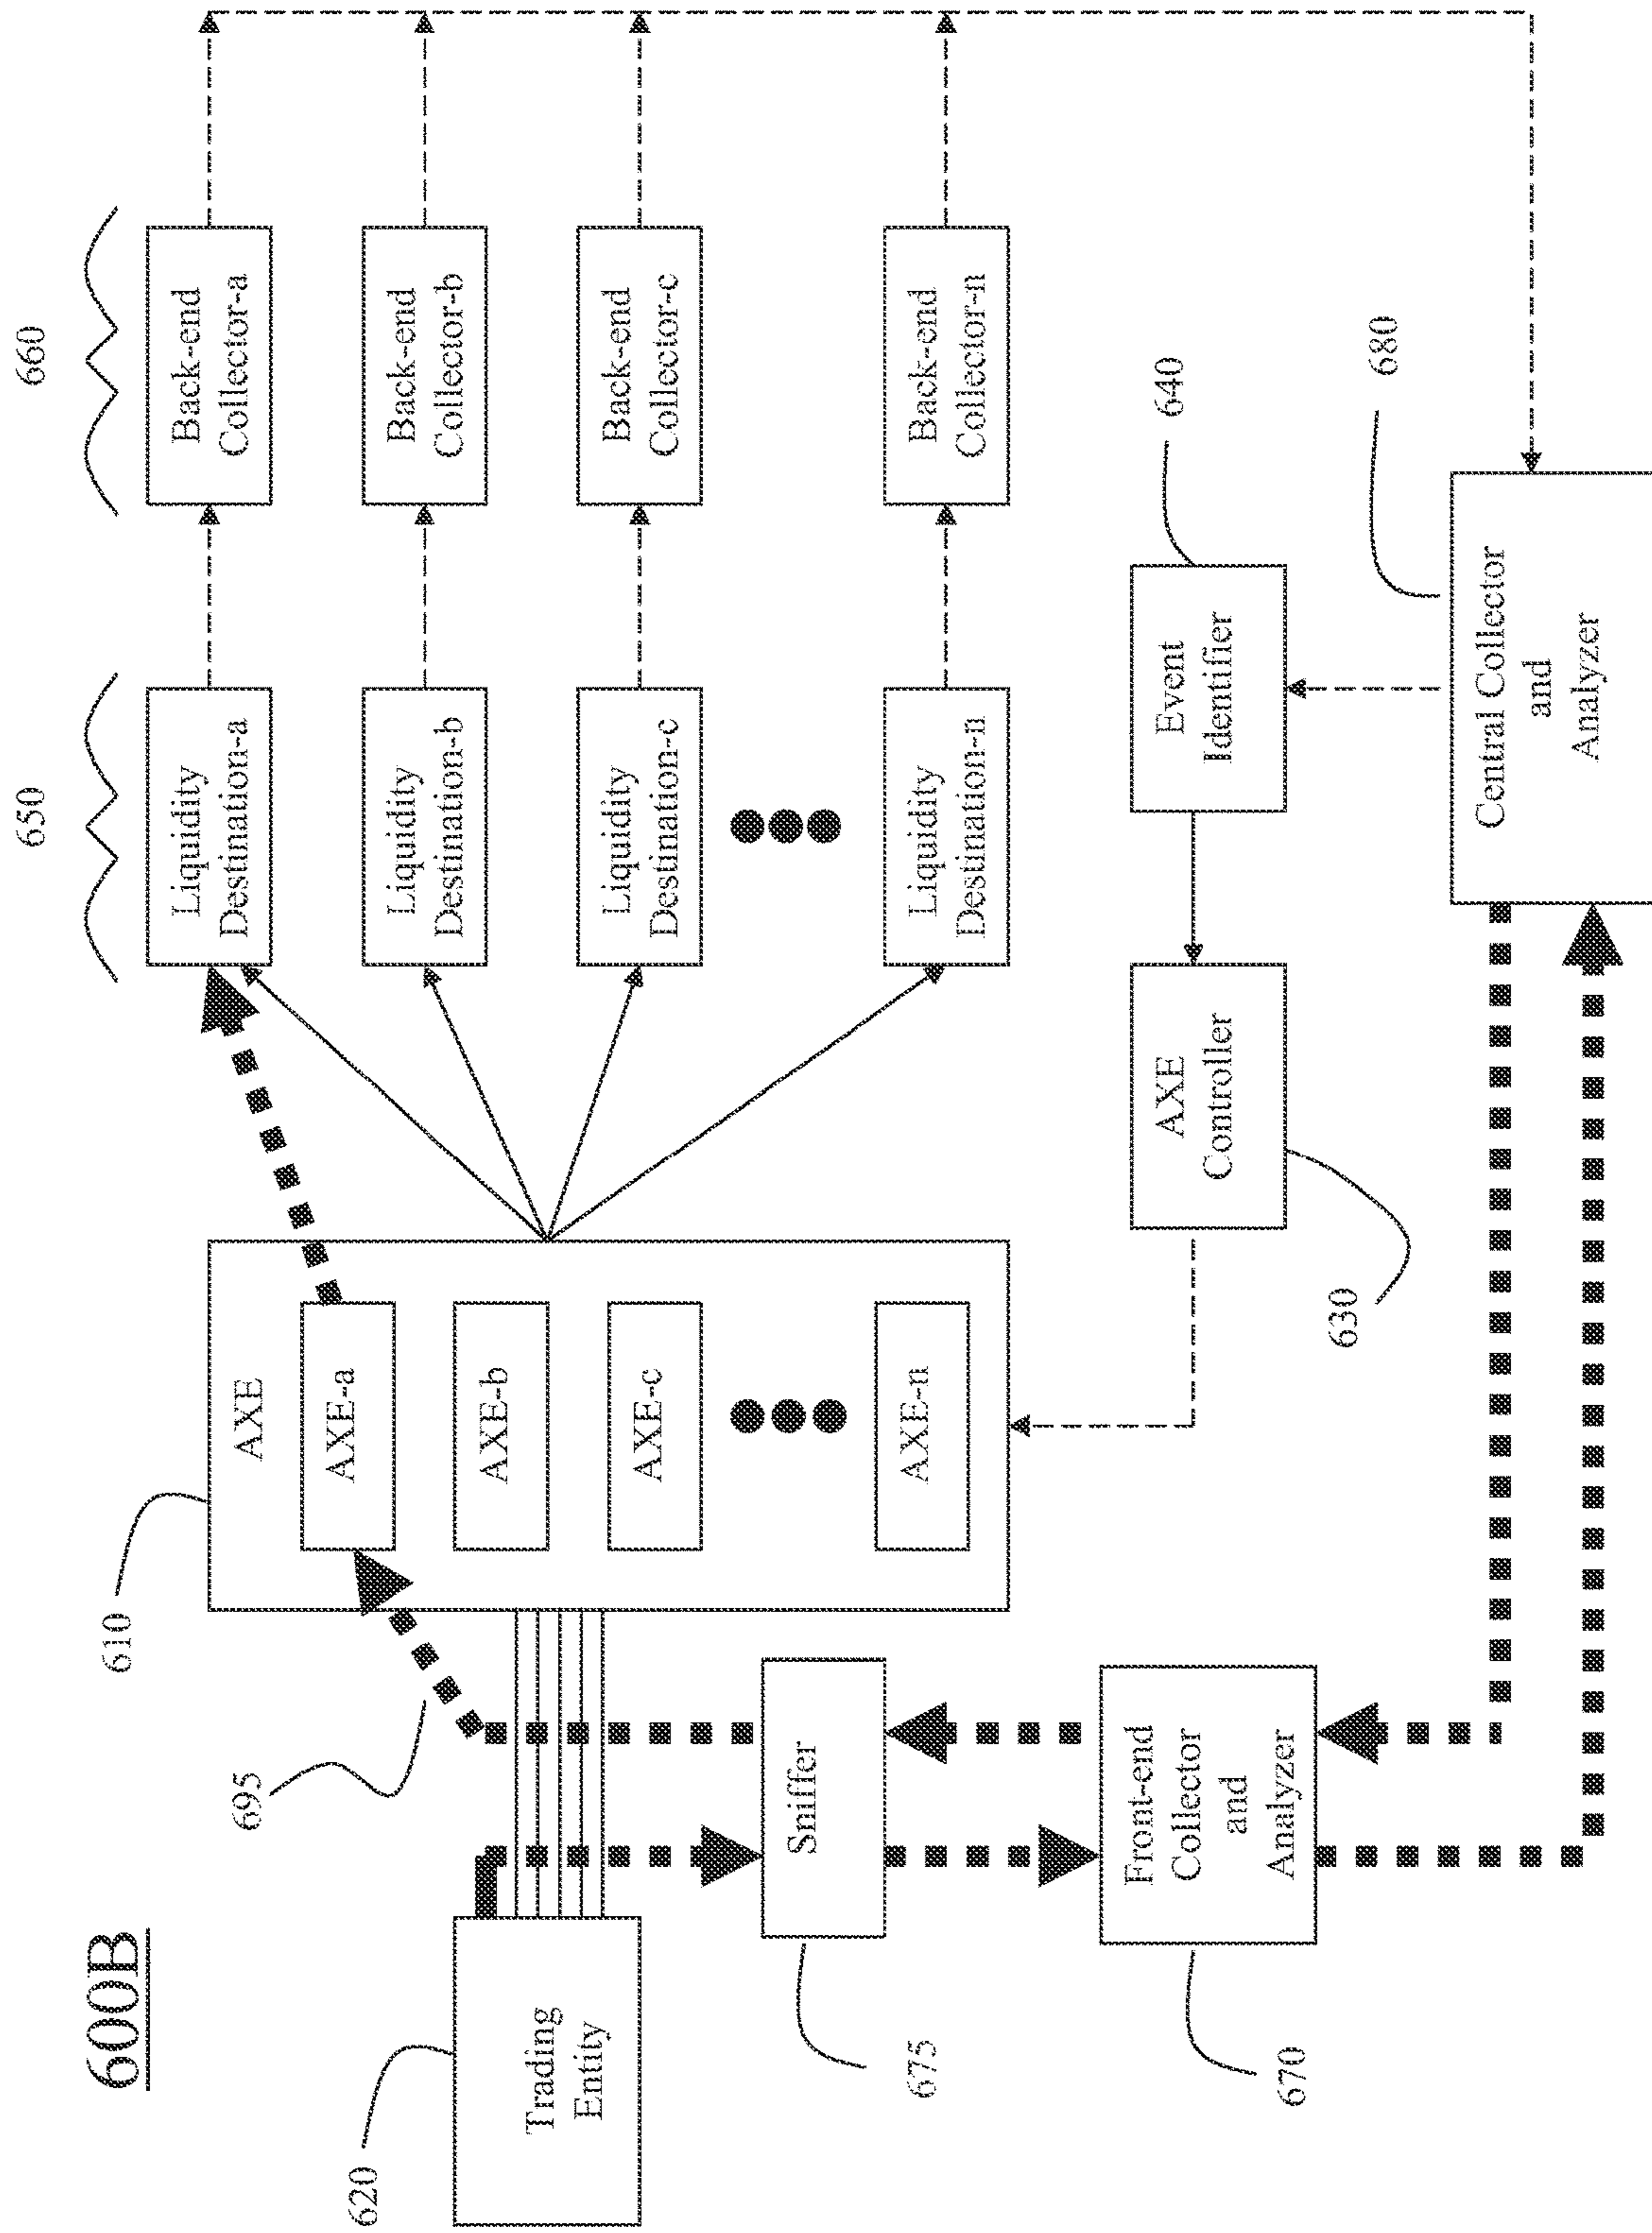 600B
620
Trading
Entity
695
610
AXE
AXE-a
AXE-b
AXE-c
AXE-n
650
Liquidity
Destination-a
Liquidity
Destination-b
Liquidity
Destination-c
Liquidity
Destination-n
660
Back-end
Collector-a
Back-end
Collector-b
Back-end
Collector-c
Back-end
Collector-n
675
Sniffer
670
Front-end
Collector
and
Analyzer
630
AXE
Controller
640
Event
Identifier
680
Central Collector
and
Analyzer